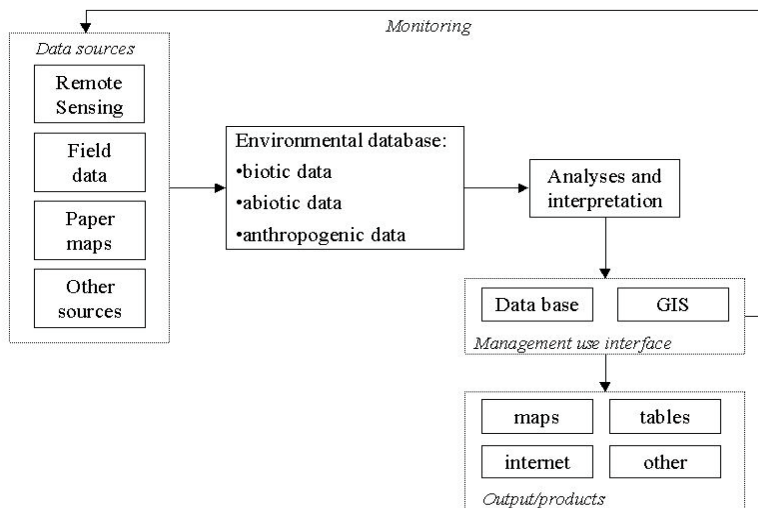 Monitoring
Data sources
Remote
Sensing
Field
data
Paper
maps
Other
sources
Environmental database:
•biotic data
•abiotic data
•anthropogenic data
Analyses and
interpretation
Data base
GIS
Management use interface
maps
tables
internet
other
Output/products